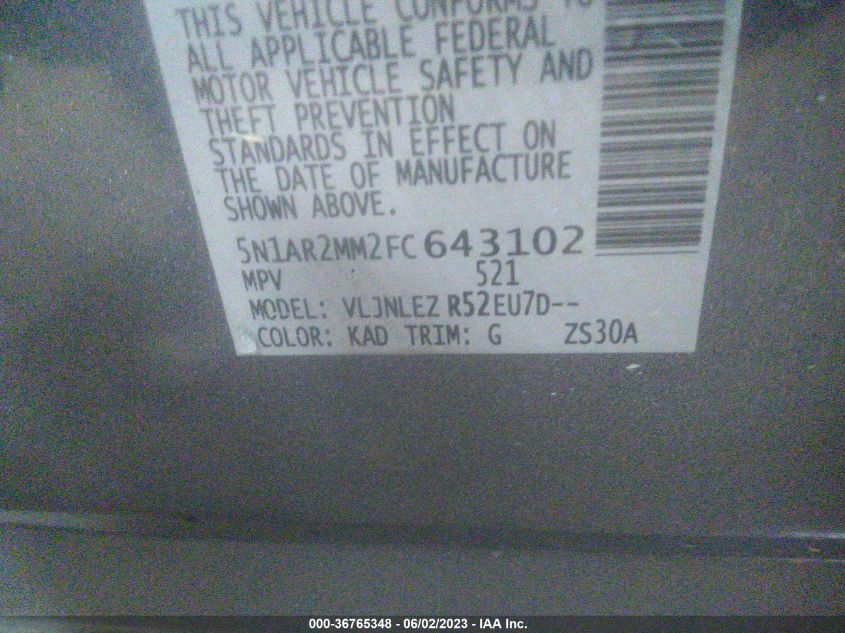 THIS VEHICLE CONFORMS TO
ALL APPLICABLE FEDERAL
MOTOR VEHICLE SAFETY AND
THEFT PREVENTION
STANDARDS IN EFFECT ON
THE DATE OF MANUFACTURE
SHOWN ABOVE.
5N1AR2MM2FC643102
MPV 521
MODEL: VLJNLEZ R52EU7D--
COLOR: KAD TRIM: G ZS30A
000-36765348 - 06/02/2023 - IAA Inc.